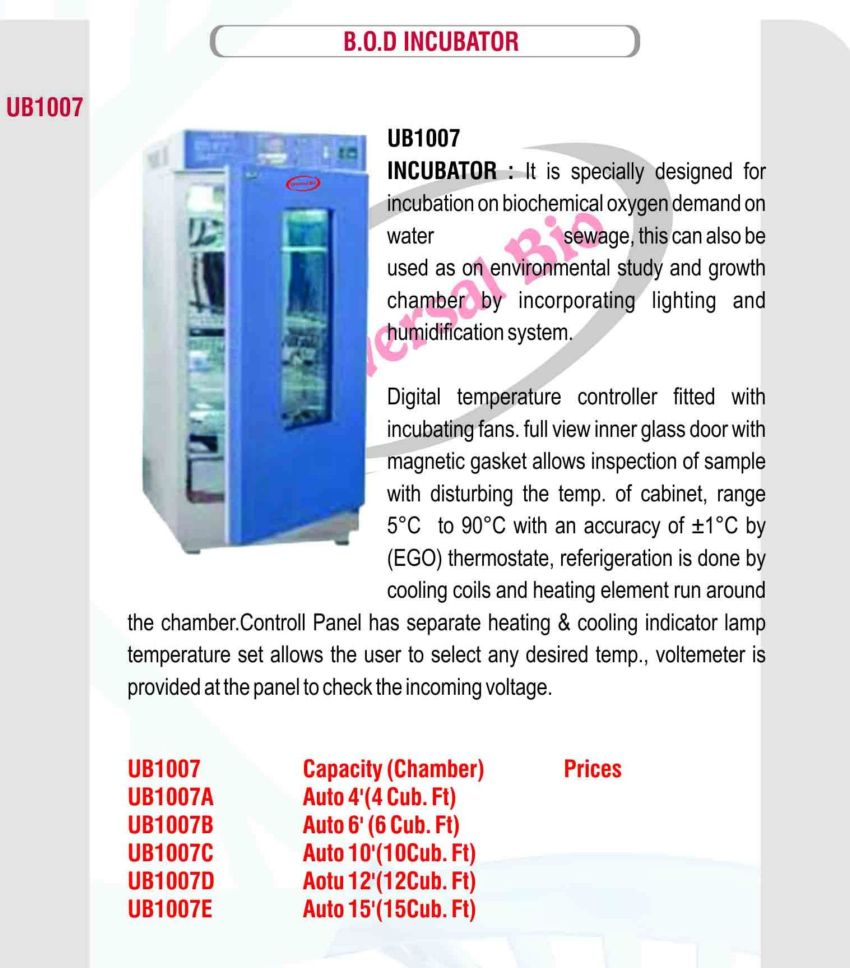 B.O.D INCUBATOR
UB1007
UB1007
INCUBATOR : It is specially designed for
incubation on biochemical oxygen demand on
water sewage, this can also be
used as on environmental study and growth
chamber by incorporating lighting and
humidification system.
Digital temperature controller fitted with
incubating fans. full view inner glass door with
magnetic gasket allows inspection of sample
with disturbing the temp. of cabinet, range
5°C to 90°C with an accuracy of ±1°C by
(EGO) thermostate, referigeration is done by
cooling coils and heating element run around
the chamber.Controll Panel has separate heating & cooling indicator lamp
temperature set allows the user to select any desired temp., voltemeter is
provided at the panel to check the incoming voltage.
UB1007 Capacity (Chamber) Prices
UB1007A Auto 4'(4 Cub. Ft)
UB1007B Auto 6' (6 Cub. Ft)
UB1007C Auto 10'(10Cub. Ft)
UB1007D Aotu 12'(12Cub. Ft)
UB1007E Auto 15'(15Cub. Ft)